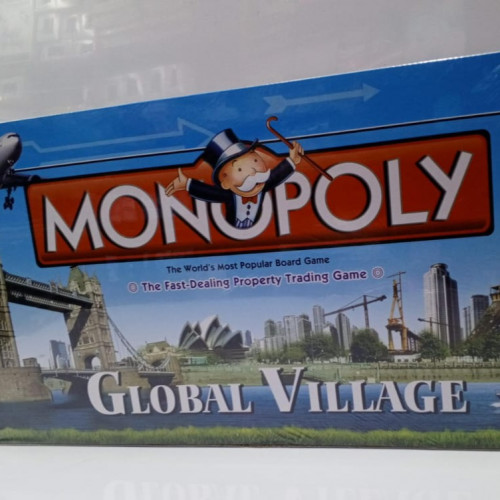 MONOPOLY
The World's Most Popular Board Game
The Fast-Dealing Property Trading Game
GLOBAL VILLAGE